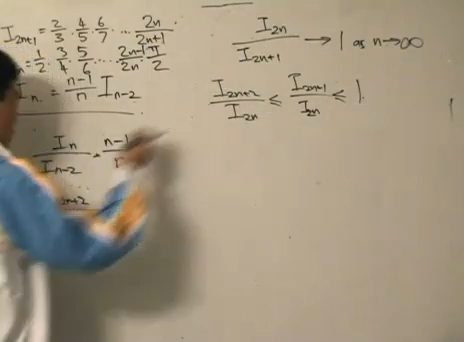 I_{2n+1} = 2/3 · 4/5 · 6/7 · ... 2n/2n+1
n = 1/2 · 3/4 · 5/6 · ... 2n-1/2n π/2
I_n = n-1/n I_{n-2}
I_n/I_{n-2} = n-1/n
I_{2n}/I_{2n+1} → 1 as n→∞
I_{2n+2}/I_{2n} ≤ I_{2n+1}/I_{2n} ≤ 1